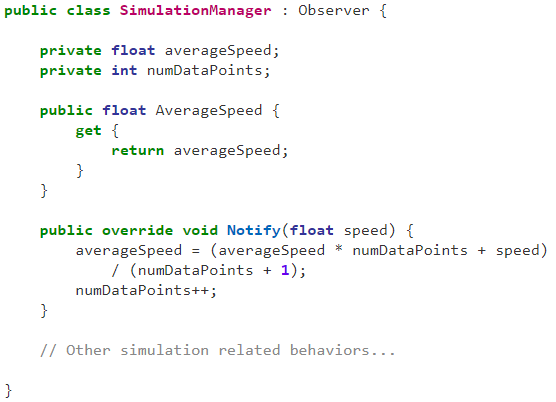 public class SimulationManager : Observer {
private float averageSpeed;
private int numDataPoints;
public float AverageSpeed {
get {
return averageSpeed;
}
}
public override void Notify(float speed) {
averageSpeed = (averageSpeed * numDataPoints + speed)
/ (numDataPoints + 1);
numDataPoints++;
}
// Other simulation related behaviors...
}